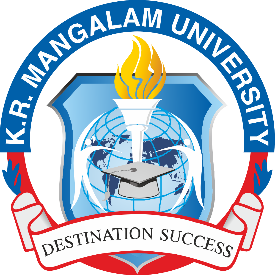 K.R. MANGALAM UNIVERSITY
DESTINATION SUCCESS